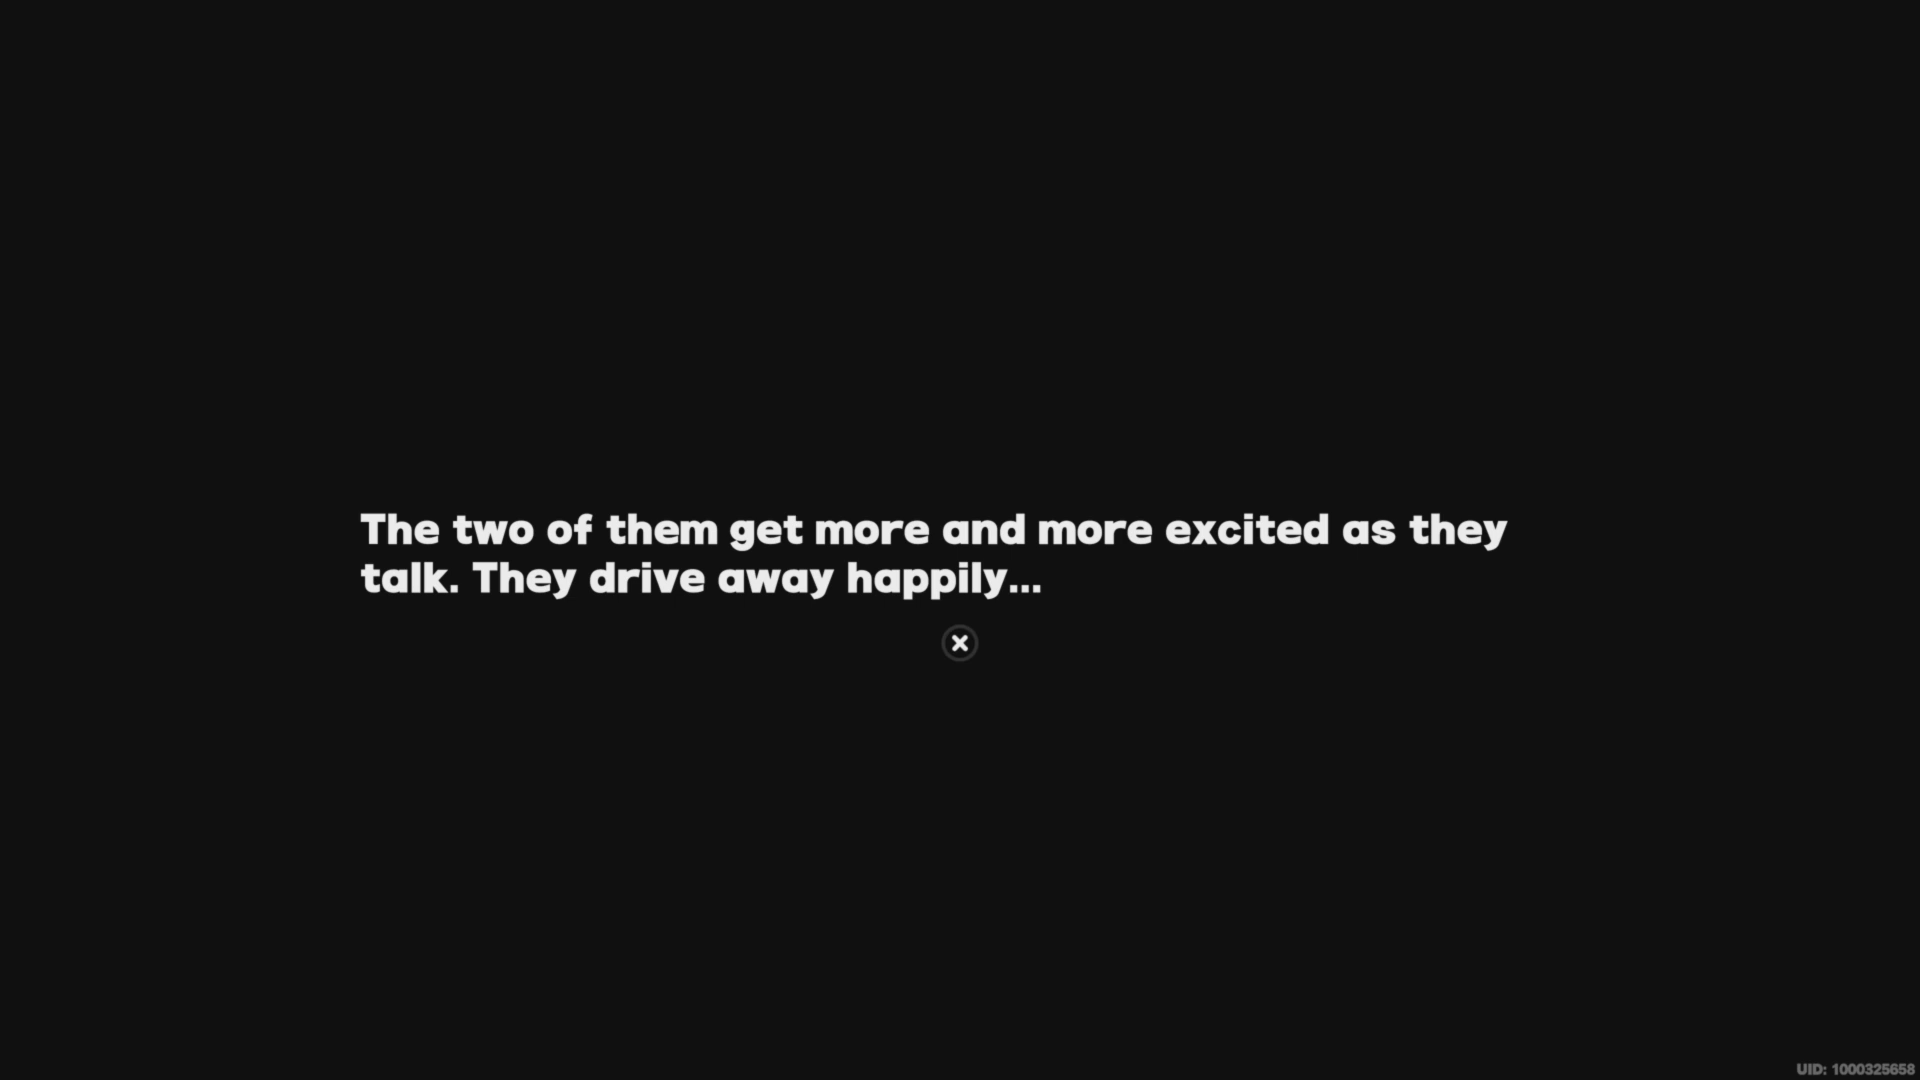 The two of them get more and more excited as they
talk. They drive away happily...
UID: 1000325658